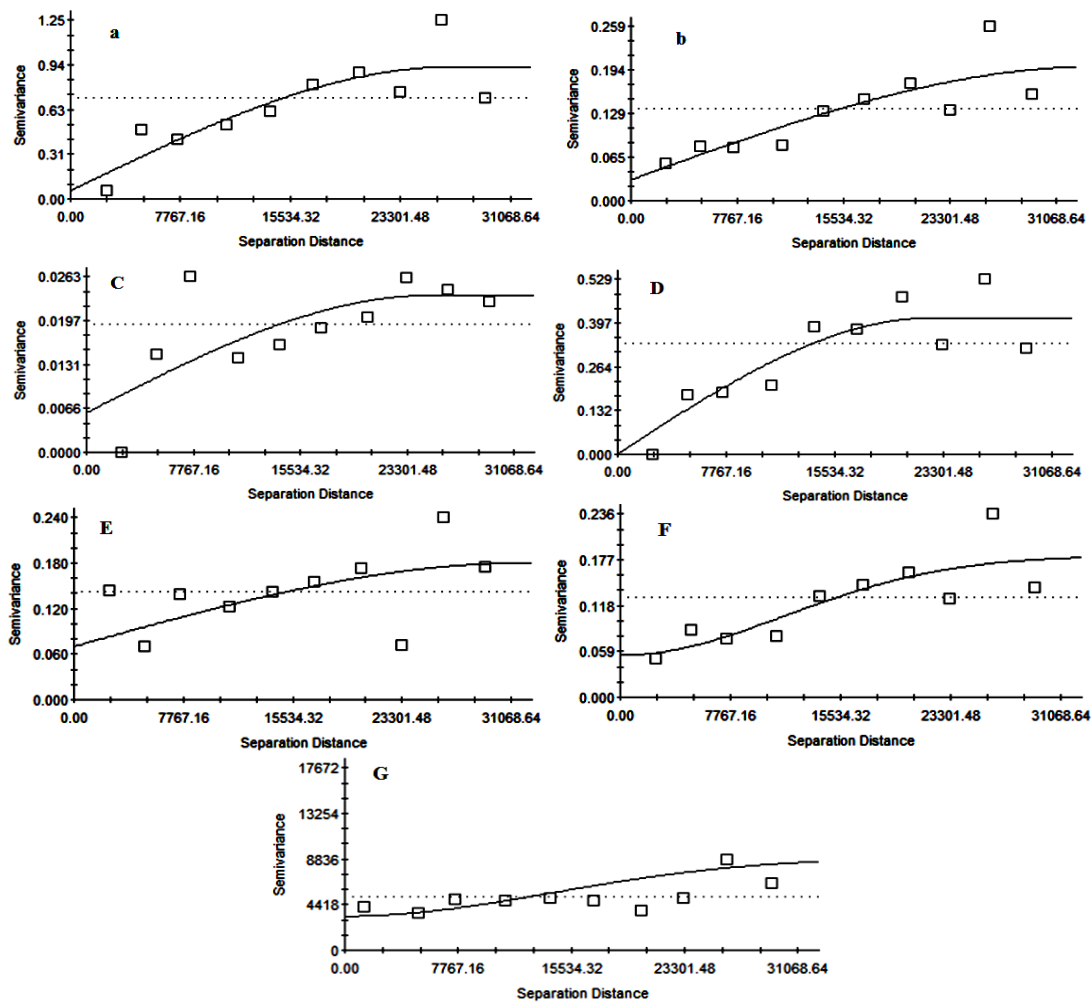 a
1.25
0.94
0.63
0.31
0.00
Semivariance
0.00 7767.16 15534.32 23301.48 31068.64
Separation Distance
b
0.259
0.194
0.129
0.065
0.000
Semivariance
0.00 7767.16 15534.32 23301.48 31068.64
Separation Distance
C
0.0263
0.0197
0.0131
0.0066
0.0000
Semivariance
0.00 7767.16 15534.32 23301.48 31068.64
Separation Distance
D
0.529
0.397
0.264
0.132
0.000
Semivariance
0.00 7767.16 15534.32 23301.48 31068.64
Separation Distance
E
0.240
0.180
0.120
0.060
0.000
Semivariance
0.00 7767.16 15534.32 23301.48 31068.64
Separation Distance
F
0.236
0.177
0.118
0.059
0.000
Semivariance
0.00 7767.16 15534.32 23301.48 31068.64
Separation Distance
G
17672
13254
8836
4418
0
Semivariance
0.00 7767.16 15534.32 23301.48 31068.64
Separation Distance